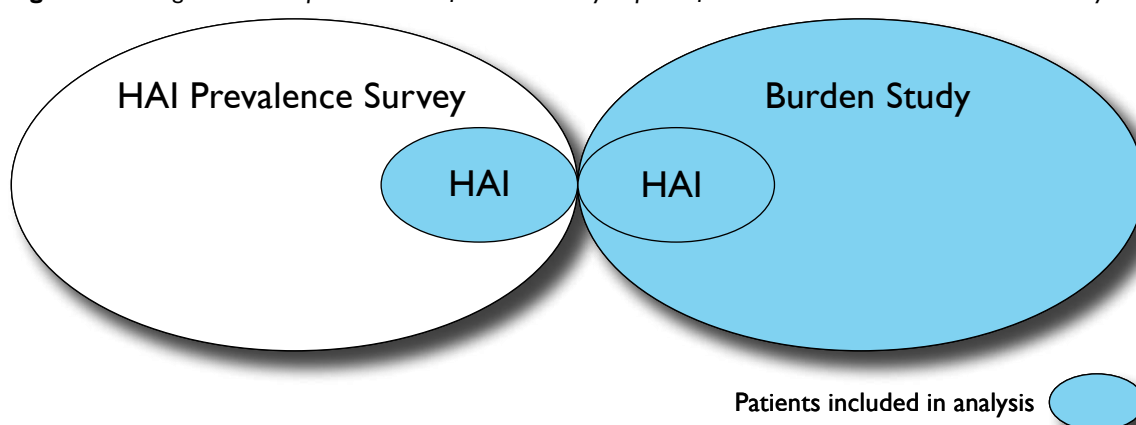 HAI Prevalence Survey
Burden Study
HAI
HAI
Patients included in analysis